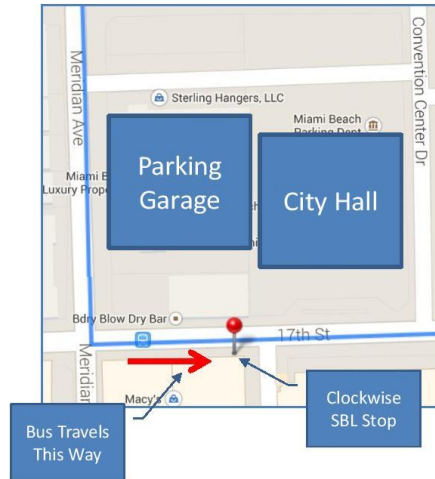 Meridian Ave
Convention Center Dr
Sterling Hangers, LLC
Miami Beach
Parking Dept
Parking
Garage
City Hall
Miami B
Luxury Prope
Bdry Blow Dry Bar
17th St
Meridian
Macy's
Bus Travels
This Way
Clockwise
SBL Stop